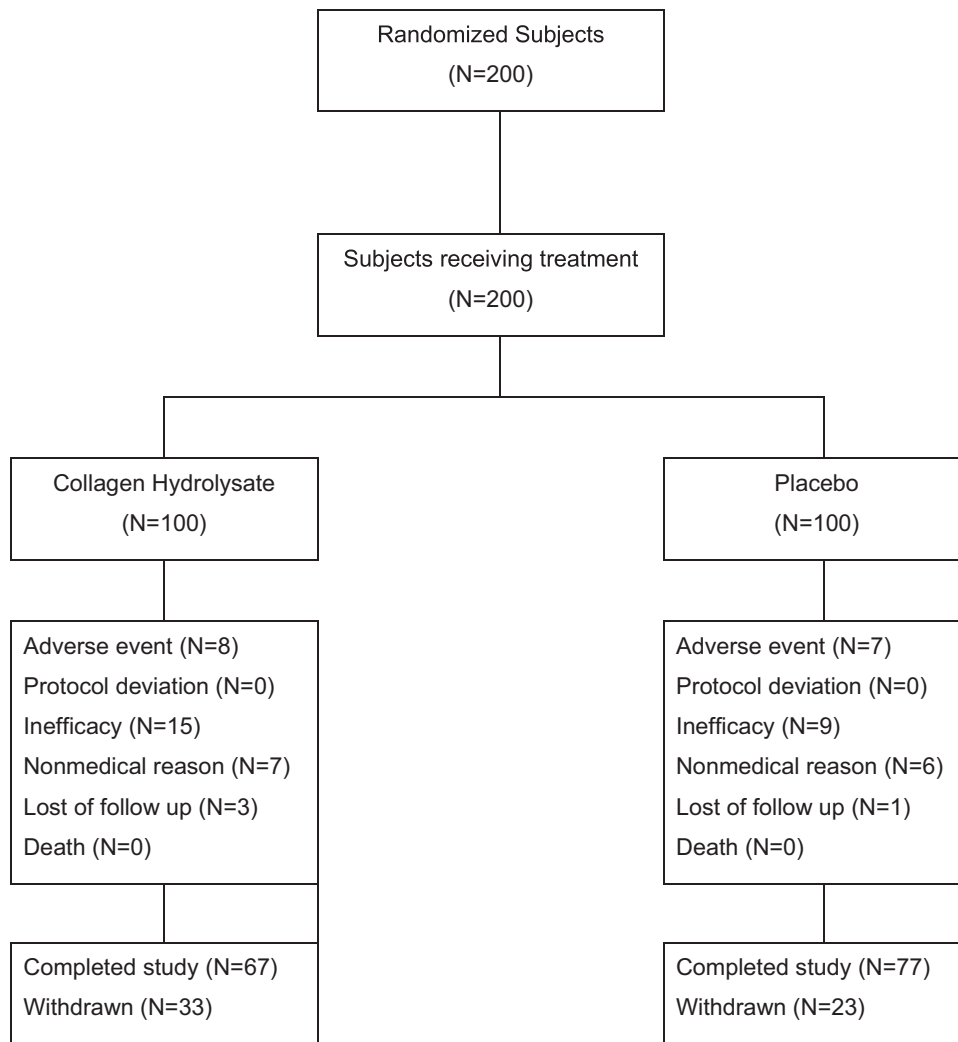 Randomized Subjects
(N=200)
Subjects receiving treatment
(N=200)
Collagen Hydrolysate
(N=100)
Placebo
(N=100)
Adverse event (N=8)
Protocol deviation (N=0)
Inefficacy (N=15)
Nonmedical reason (N=7)
Lost of follow up (N=3)
Death (N=0)
Adverse event (N=7)
Protocol deviation (N=0)
Inefficacy (N=9)
Nonmedical reason (N=6)
Lost of follow up (N=1)
Death (N=0)
Completed study (N=67)
Withdrawn (N=33)
Completed study (N=77)
Withdrawn (N=23)